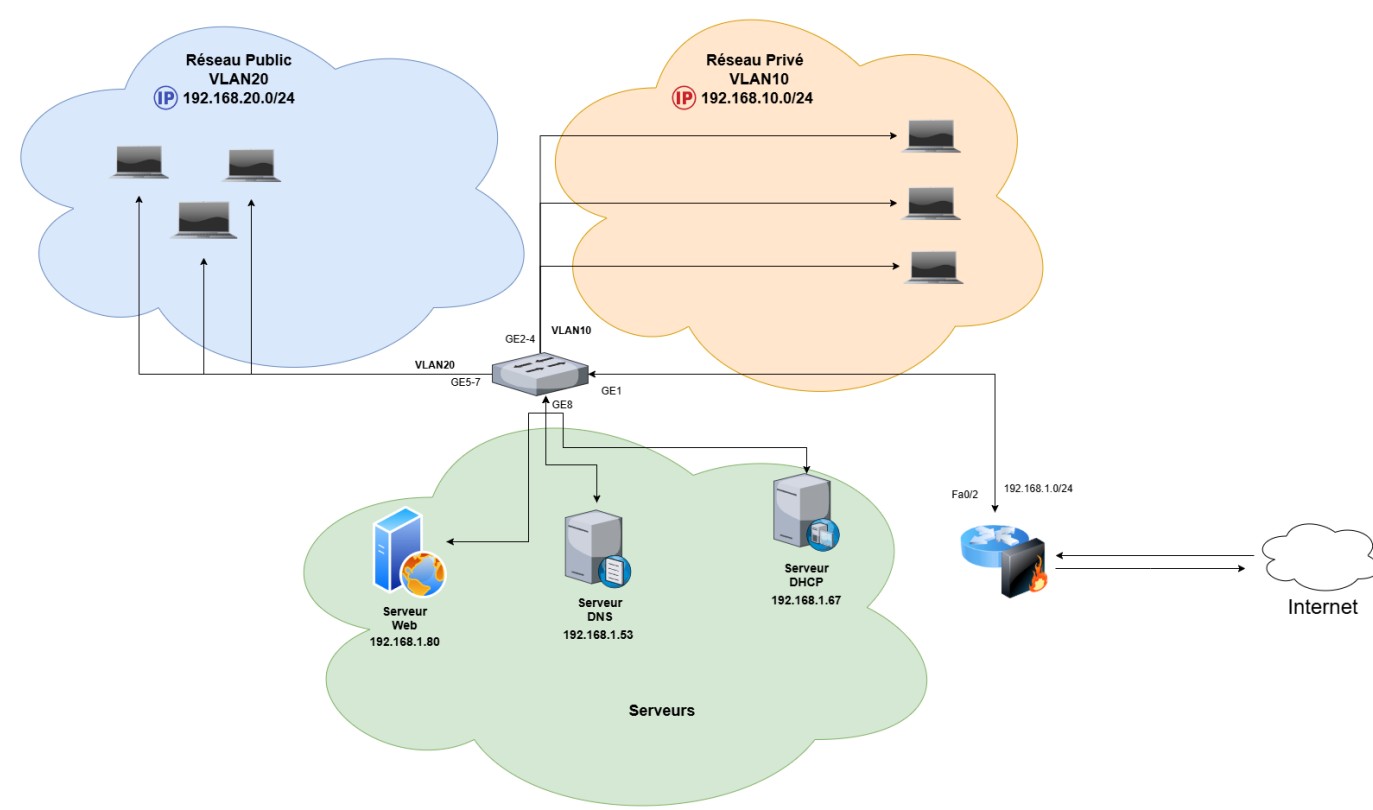 Réseau Public
VLAN20
IP 192.168.20.0/24
Réseau Privé
VLAN10
IP 192.168.10.0/24
VLAN10
GE2-4
VLAN20
GE5-7
GE1
GE8
Fa0/2
192.168.1.0/24
Serveur
Web
192.168.1.80
Serveur
DNS
192.168.1.53
Serveur
DHCP
192.168.1.67
Internet
Serveurs